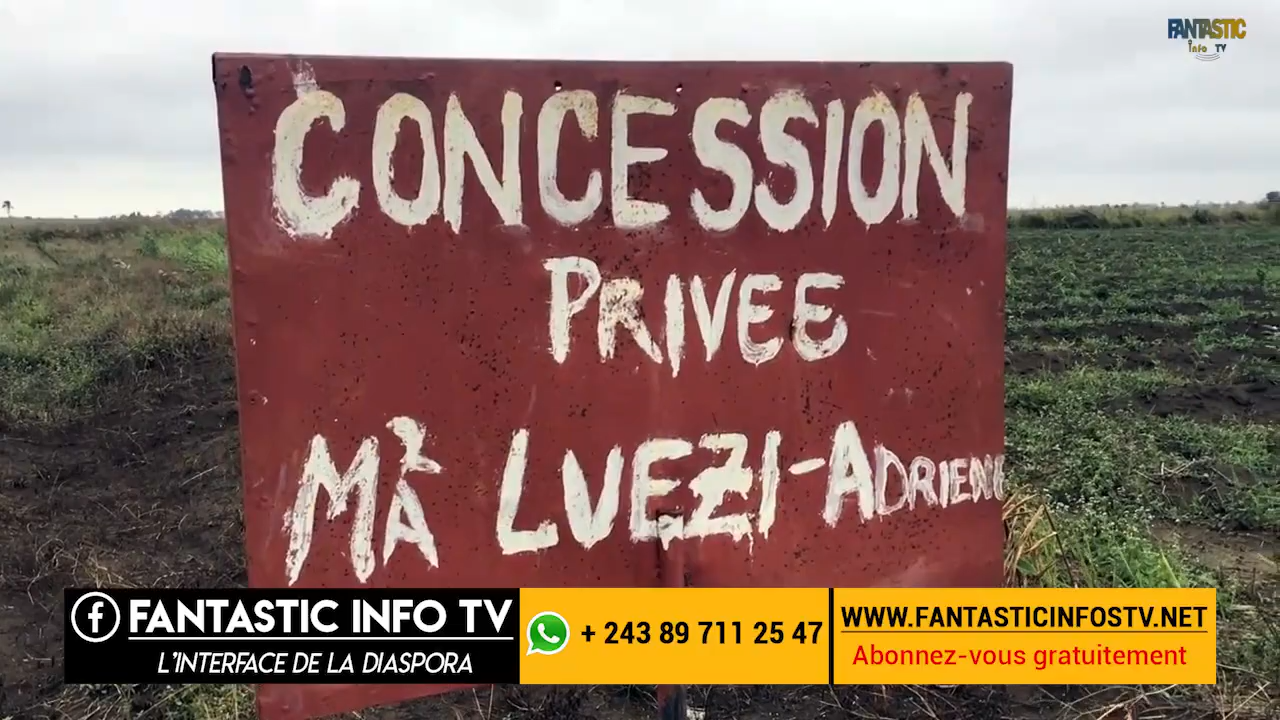 FANTASTIC
Info TV
CONCESSION
PRIVEE
LUEZI-ADRIENE
FANTASTIC INFO TV
L'INTERFACE DE LA DIASPORA
+ 243 89 711 25 47
WWW.FANTASTICINFOSTV.NET
Abonnez-vous gratuitement